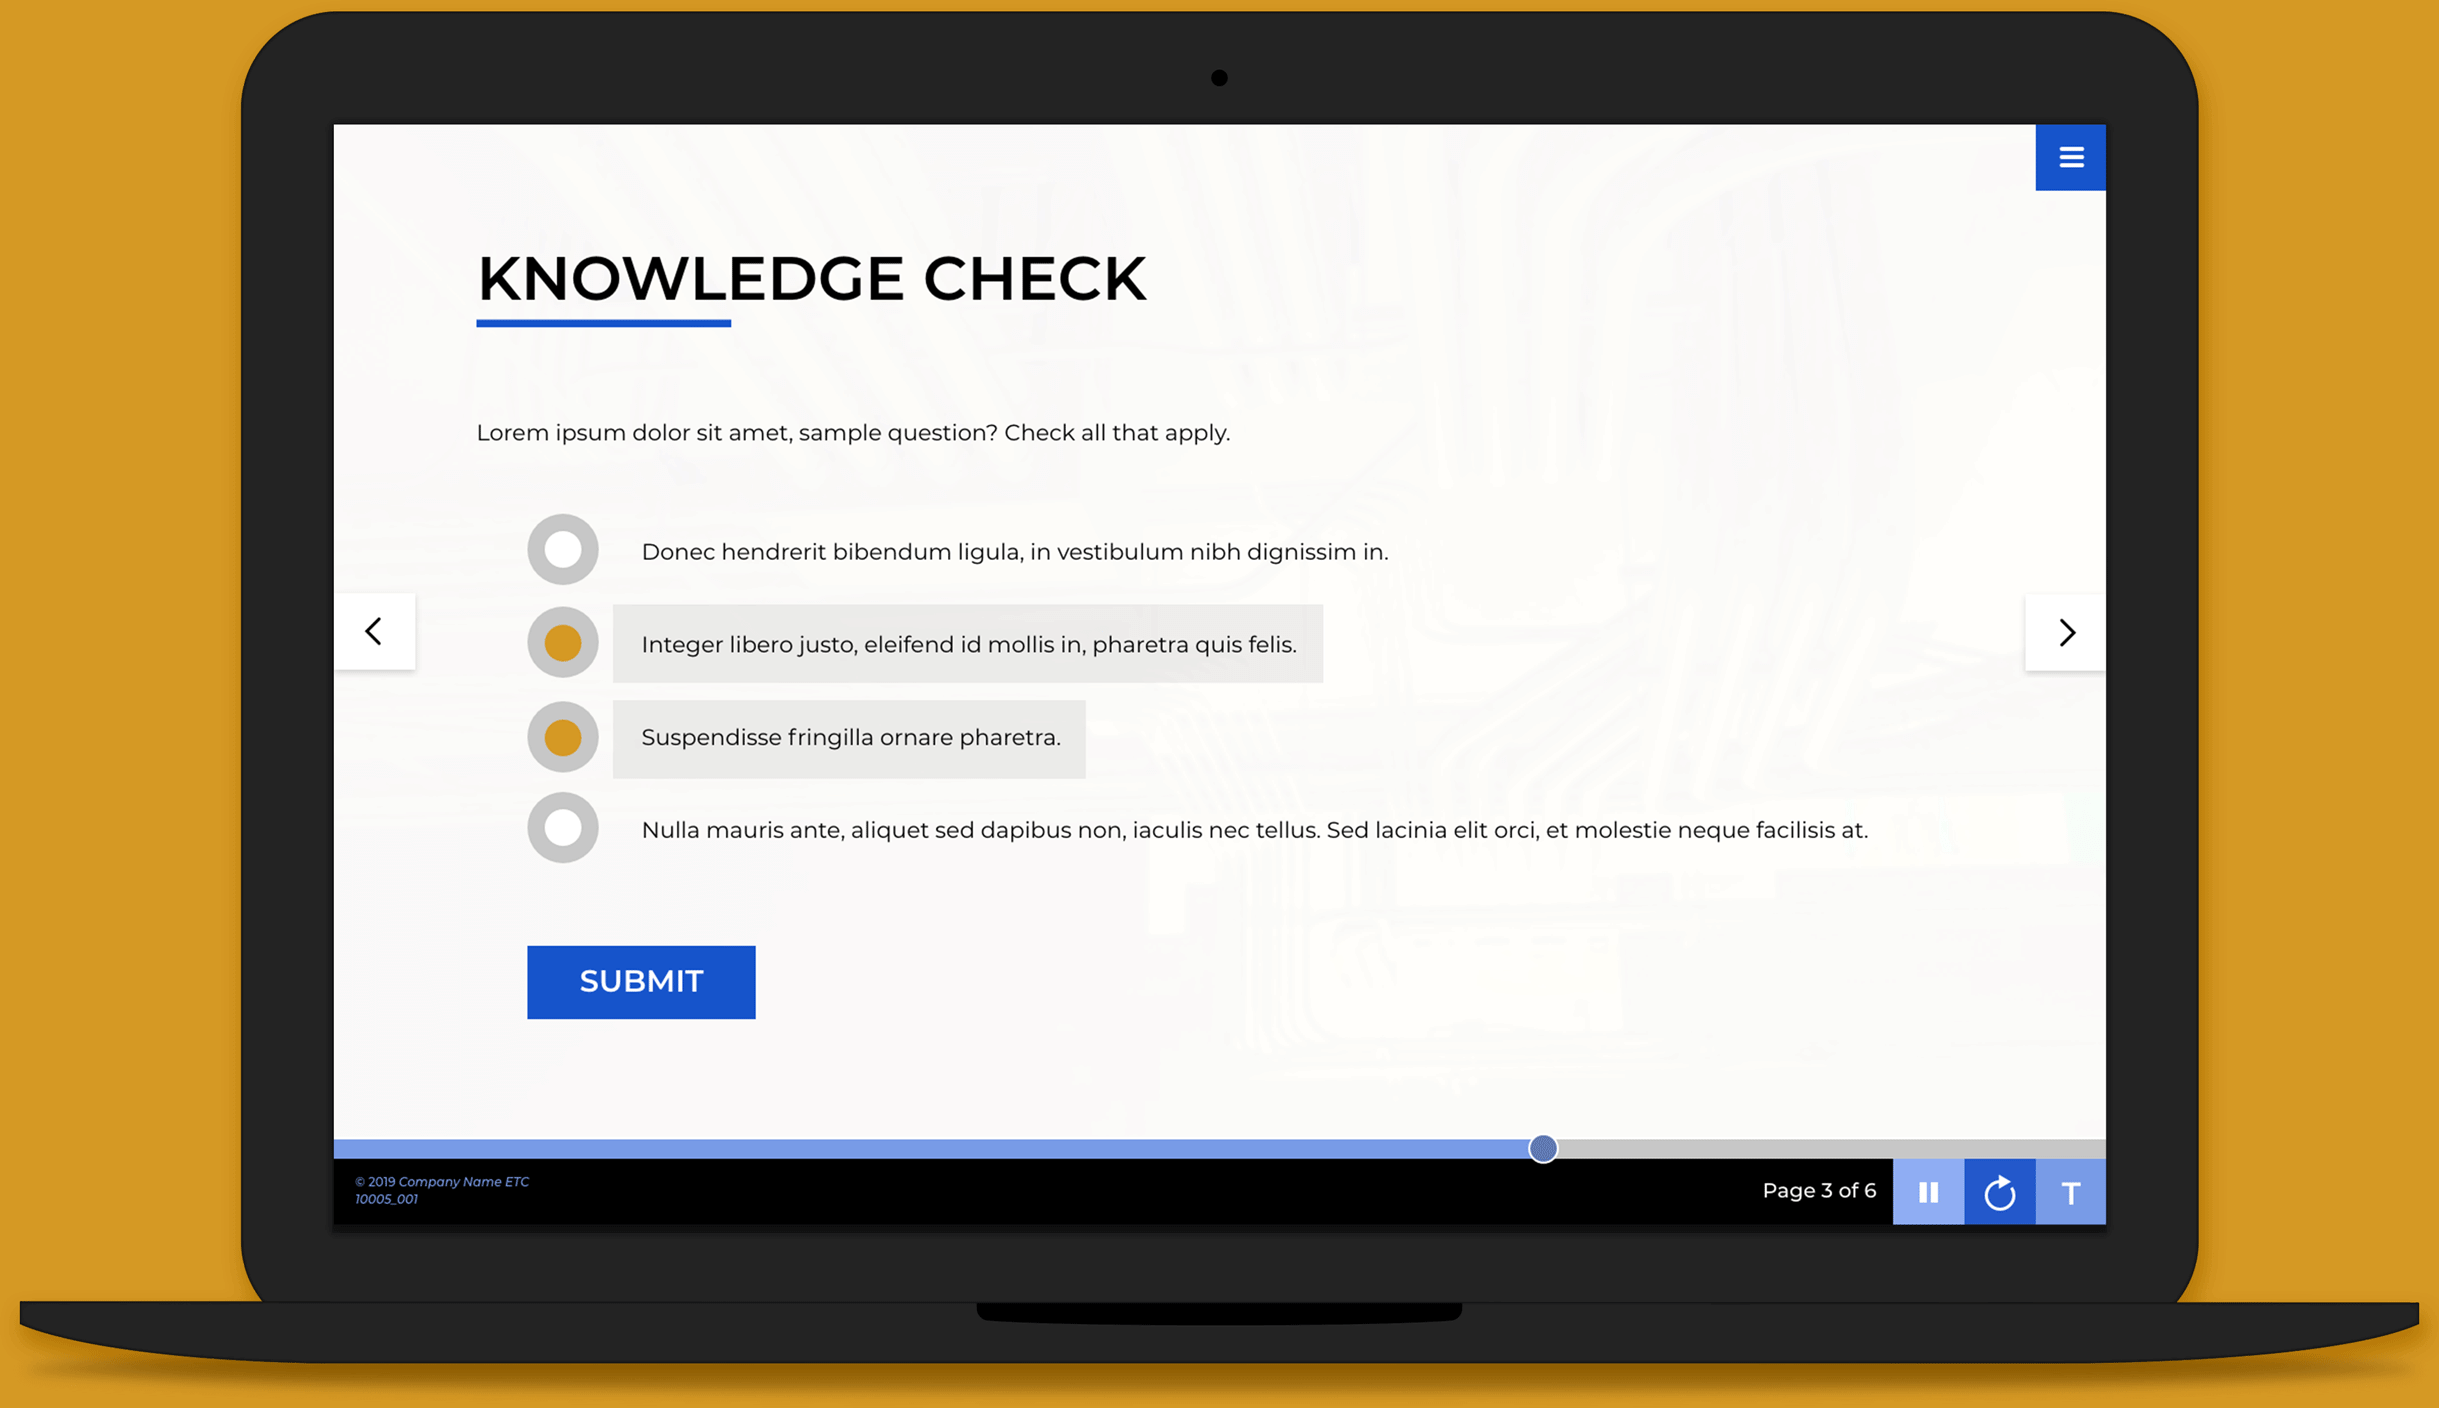 KNOWLEDGE CHECK
Lorem ipsum dolor sit amet, sample question? Check all that apply.
Donec hendrerit bibendum ligula, in vestibulum nibh dignissim in.
Integer libero justo, eleifend id mollis in, pharetra quis felis.
Suspendisse fringilla ornare pharetra.
Nulla mauris ante, aliquet sed dapibus non, iaculis nec tellus. Sed lacinia elit orci, et molestie neque facilisis at.
SUBMIT
© 2019 Company Name ETC
10005_001
Page 3 of 6
T